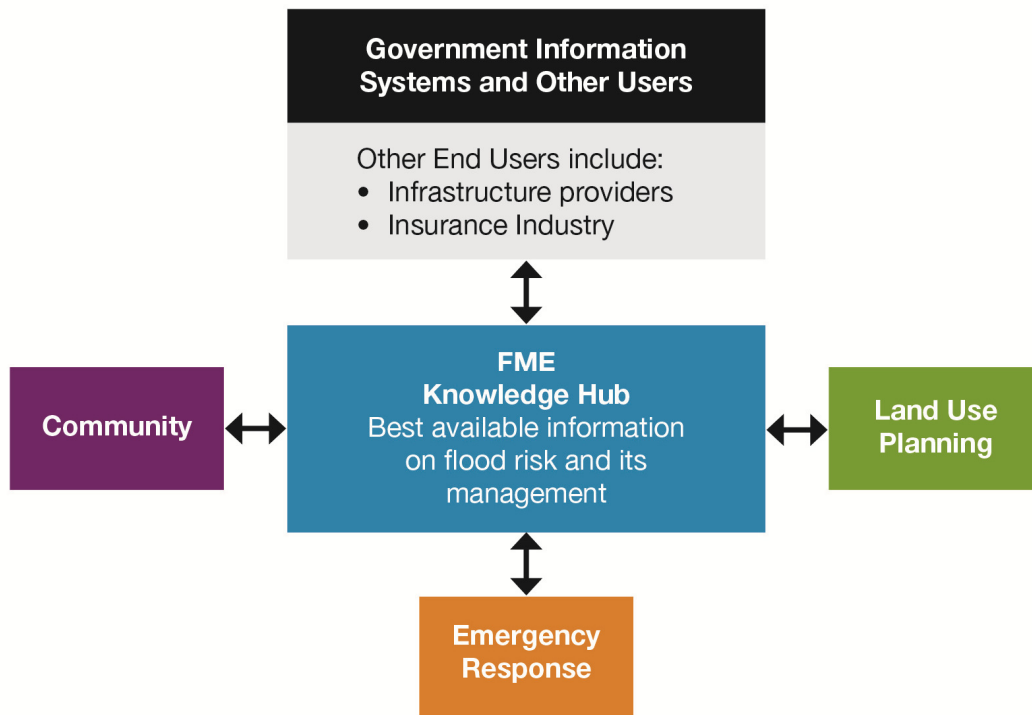 Government Information
Systems and Other Users
Other End Users include:
• Infrastructure providers
• Insurance Industry
FME
Knowledge Hub
Best available information
on flood risk and its
management
Community
Land Use
Planning
Emergency
Response